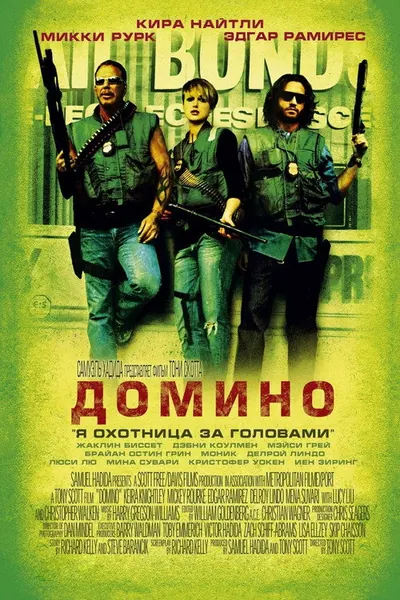 КИРА НАЙТЛИ
МИККИ РУРК ЭДГАР РАМИРЕС
BAIL BONDS
САМУЭЛЬ ХАДИДА ПРЕДСТАВЛЯЕТ ФИЛЬМ ТОНИ СКОТТА
ДОМИНО
"Я ОХОТНИЦА ЗА ГОЛОВАМИ"
ЖАКЛИН БИССЕТ ДЭБНИ КОУЛМЕН МЭЙСИ ГРЕЙ
БРАЙАН ОСТИН ГРИН МОНИК ДЕЛРОЙ ЛИНДО
ЛЮСИ ЛЮ МИНА СУВАРИ КРИСТОФЕР УОКЕН ИЕН ЗИРИНГ
SAMUEL HADIDA PRESENTS A SCOTT FREE/DAVIS FILMS PRODUCTION IN ASSOCIATION WITH METROPOLITAN FILMEXPORT
A TONY SCOTT FILM "DOMINO" KEIRA KNIGHTLEY MICKEY ROURKE EDGAR RAMIREZ DELROY LINDO MENA SUVARI WITH LUCY LIU
AND CHRISTOPHER WALKEN MUSIC BY HARRY GREGSON-WILLIAMS EDITED BY WILLIAM GOLDENBERG A.C.E. CHRISTIAN WAGNER PRODUCTION DESIGNER CHRIS SEAGERS
DIRECTOR OF PHOTOGRAPHY DAN MINDEL EXECUTIVE PRODUCERS BARRY WALDMAN TOBY EMMERICH VICTOR HADIDA ZACH SCHIFF-ABRAMS LISA ELLZEY SKIP CHAISSON
STORY BY RICHARD KELLY AND STEVE BARANCIK SCREENPLAY BY RICHARD KELLY PRODUCED BY SAMUEL HADIDA AND TONY SCOTT DIRECTED BY TONY SCOTT